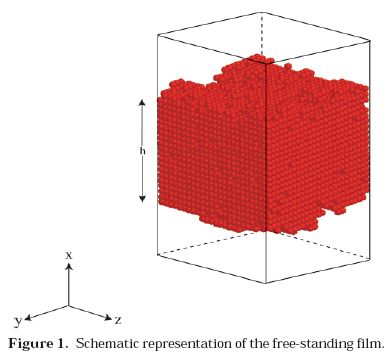 h
x
y
z
Figure 1. Schematic representation of the free-standing film.